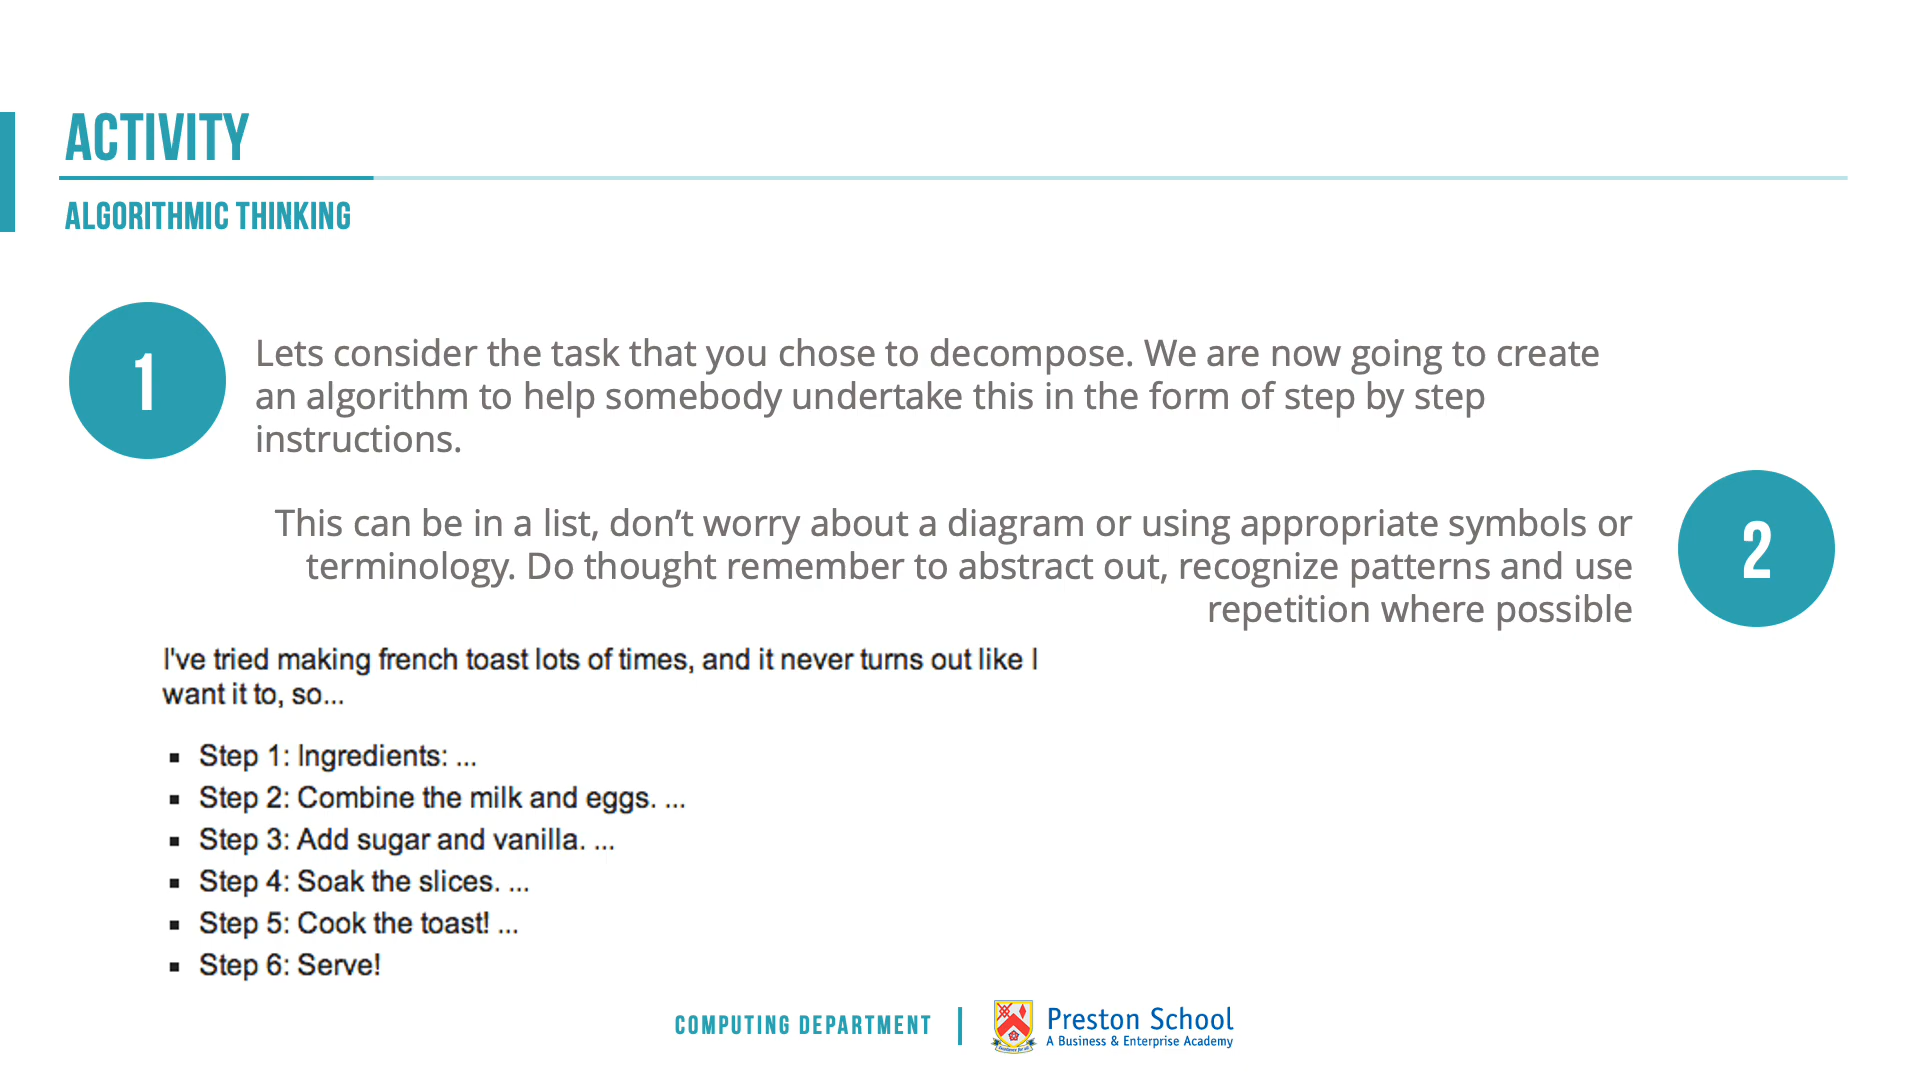 ACTIVITY
ALGORITHMIC THINKING
1
Lets consider the task that you chose to decompose. We are now going to create
an algorithm to help somebody undertake this in the form of step by step
instructions.
This can be in a list, don’t worry about a diagram or using appropriate symbols or
terminology. Do thought remember to abstract out, recognize patterns and use
repetition where possible
2
I've tried making french toast lots of times, and it never turns out like I
want it to, so...
▪ Step 1: Ingredients: ...
▪ Step 2: Combine the milk and eggs. ...
▪ Step 3: Add sugar and vanilla. ...
▪ Step 4: Soak the slices. ...
▪ Step 5: Cook the toast! ...
▪ Step 6: Serve!
COMPUTING DEPARTMENT
Preston School
A Business & Enterprise Academy